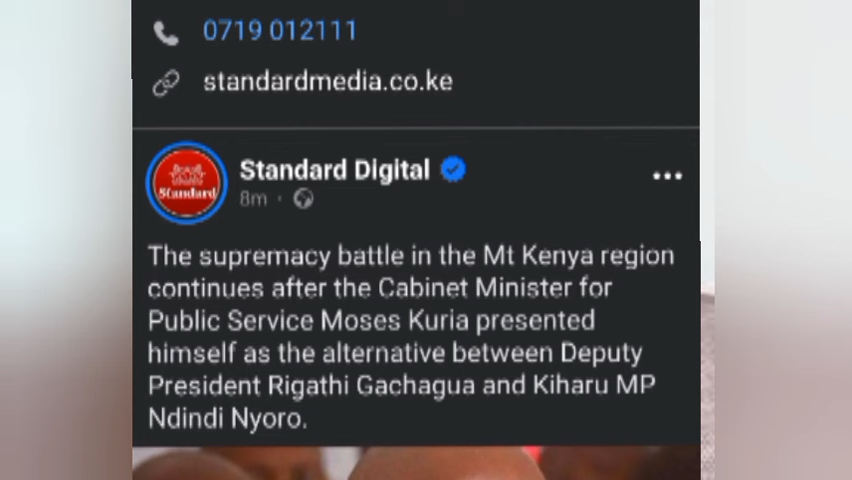 0719 012111
standardmedia.co.ke
Standard
Standard Digital
8m ·
The supremacy battle in the Mt Kenya region
continues after the Cabinet Minister for
Public Service Moses Kuria presented
himself as the alternative between Deputy
President Rigathi Gachagua and Kiharu MP
Ndindi Nyoro.